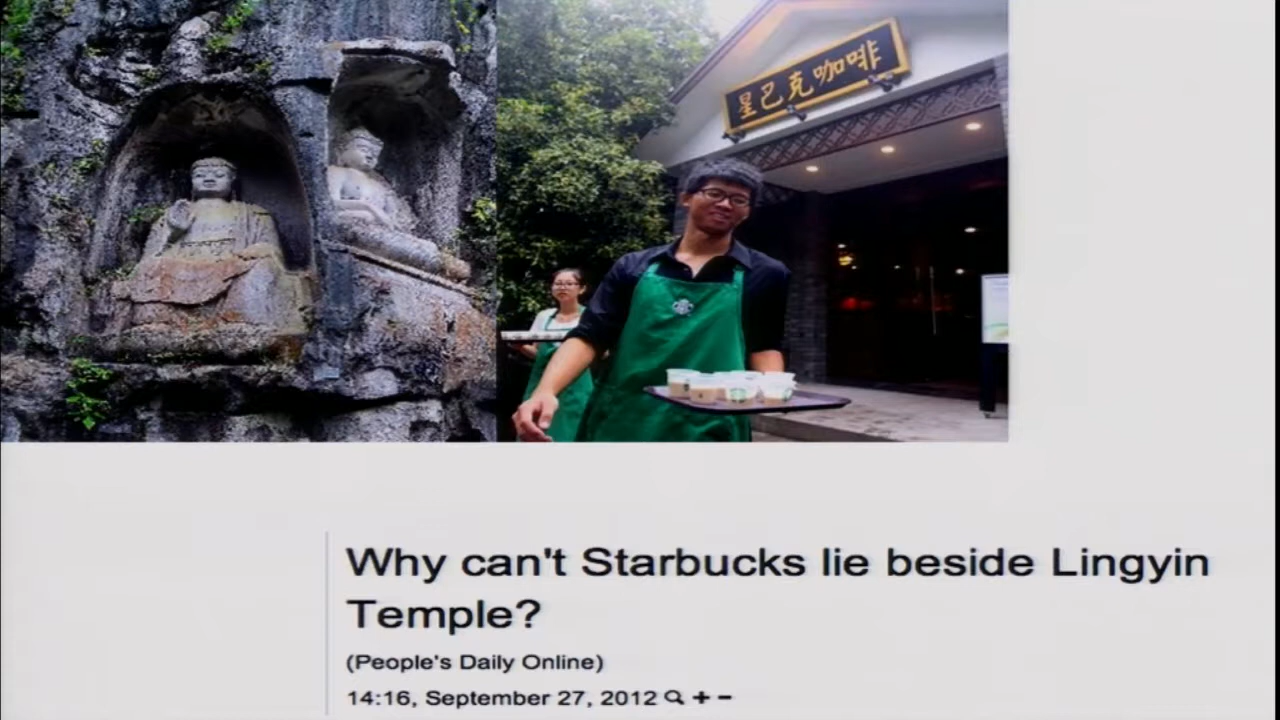 星巴克咖啡
Why can't Starbucks lie beside Lingyin
Temple?
(People's Daily Online)
14:16, September 27, 2012